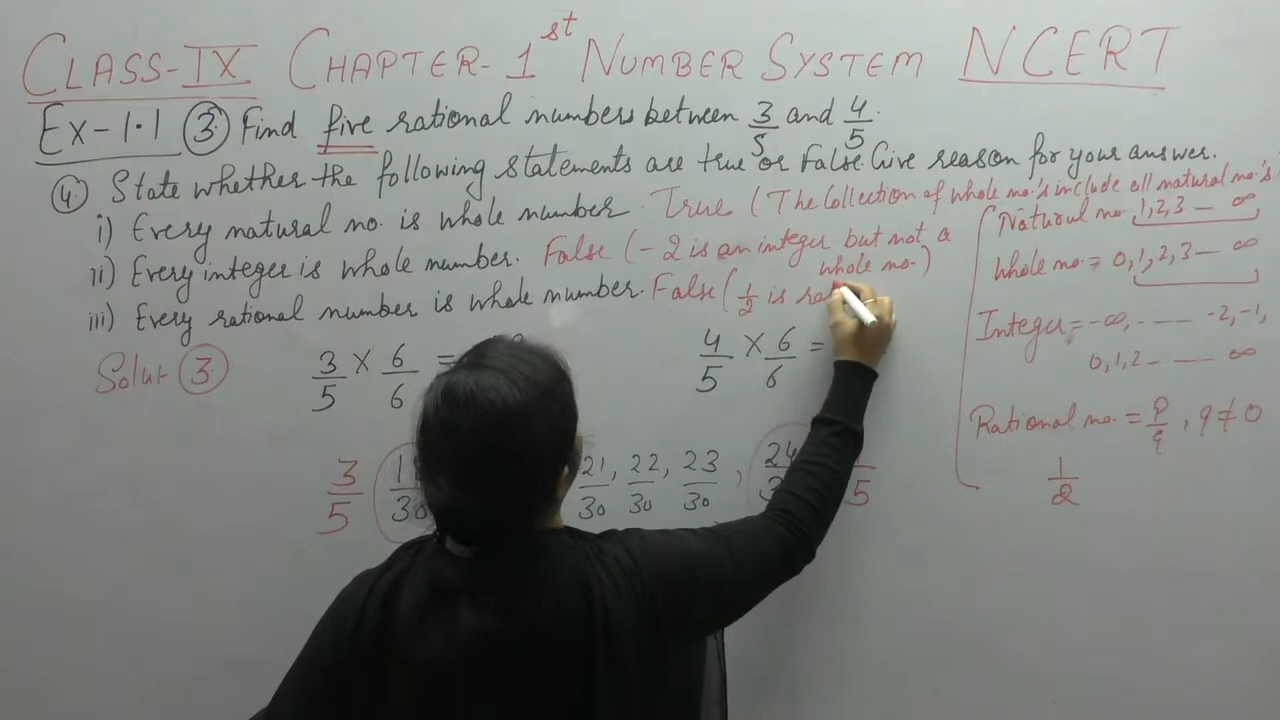 CLASS-IX CHAPTER-1st NUMBER SYSTEM NCERT
Ex-1.1 (3.) Find five rational numbers between 3/5 and 4/5.
(4.) State whether the following statements are true or False. Give reason for your answer.
i) Every natural no. is whole number. True (The Collection of whole no.'s include all natural no.'s
ii) Every integer is whole number. False (-2 is an integer but not a whole no.)
iii) Every rational number is whole number. False (1/2 is
Natural no. 1,2,3 — ∞
Whole no. = 0,1,2,3 — ∞
Integer = -∞, — -2,-1,
0,1,2 — — ∞
Rational no. = p/q, q ≠ 0
1/2
Solut (3.)
3/5 × 6/6 =
4/5 × 6/6 =
3/5 21/30, 22/30, 23/30,